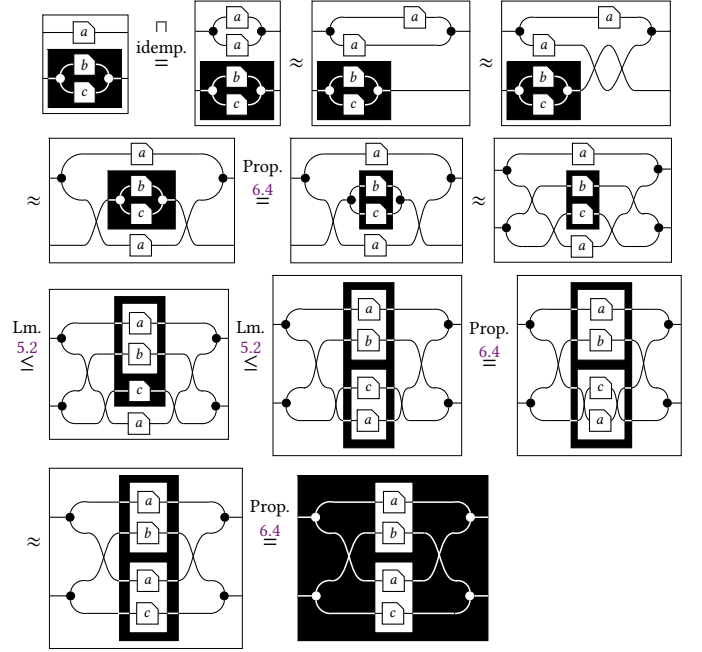 a ⊓ a
b idemp. a ≈ b a ≈ b a
c = c c a
b
c
a a a
≈ b Prop. 6.4 = b ≈ b
c c c
a a a
Lm. 5.2 ≤ a Lm. 5.2 ≤ a Prop. 6.4 = a
b b b
c c c
a a a
a a
≈ b Prop. 6.4 = b
a a
c c